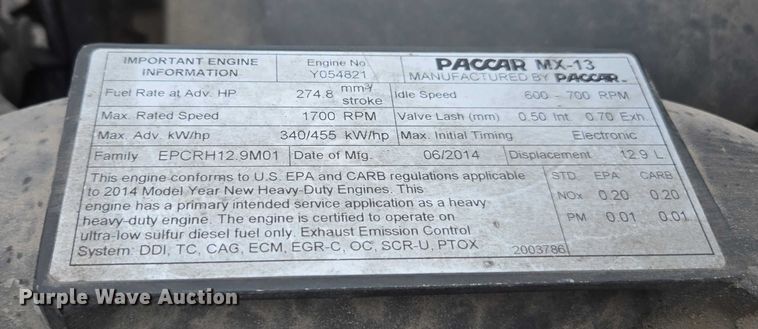 IMPORTANT ENGINE INFORMATION
Engine No.
Y054821
PACCAR MX-13
MANUFACTURED BY PACCAR
Fuel Rate at Adv. HP 274.8 mm³/stroke Idle Speed 600 - 700 RPM
Max. Rated Speed 1700 RPM Valve Lash (mm) 0.50 Int. 0.70 Exh.
Max. Adv. kW/hp 340/455 kW/hp Max. Initial Timing Electronic
Family EPCRH12.9M01 Date of Mfg. 06/2014 Displacement 12.9 L
This engine conforms to U.S. EPA and CARB regulations applicable
to 2014 Model Year New Heavy-Duty Engines. This
engine has a primary intended service application as a heavy
heavy-duty engine. The engine is certified to operate on
ultra-low sulfur diesel fuel only. Exhaust Emission Control
System: DDI, TC, CAG, ECM, EGR-C, OC, SCR-U, PTOX
STD. EPA CARB
NOx 0.20 0.20
PM 0.01 0.01
2003786
Purple Wave Auction